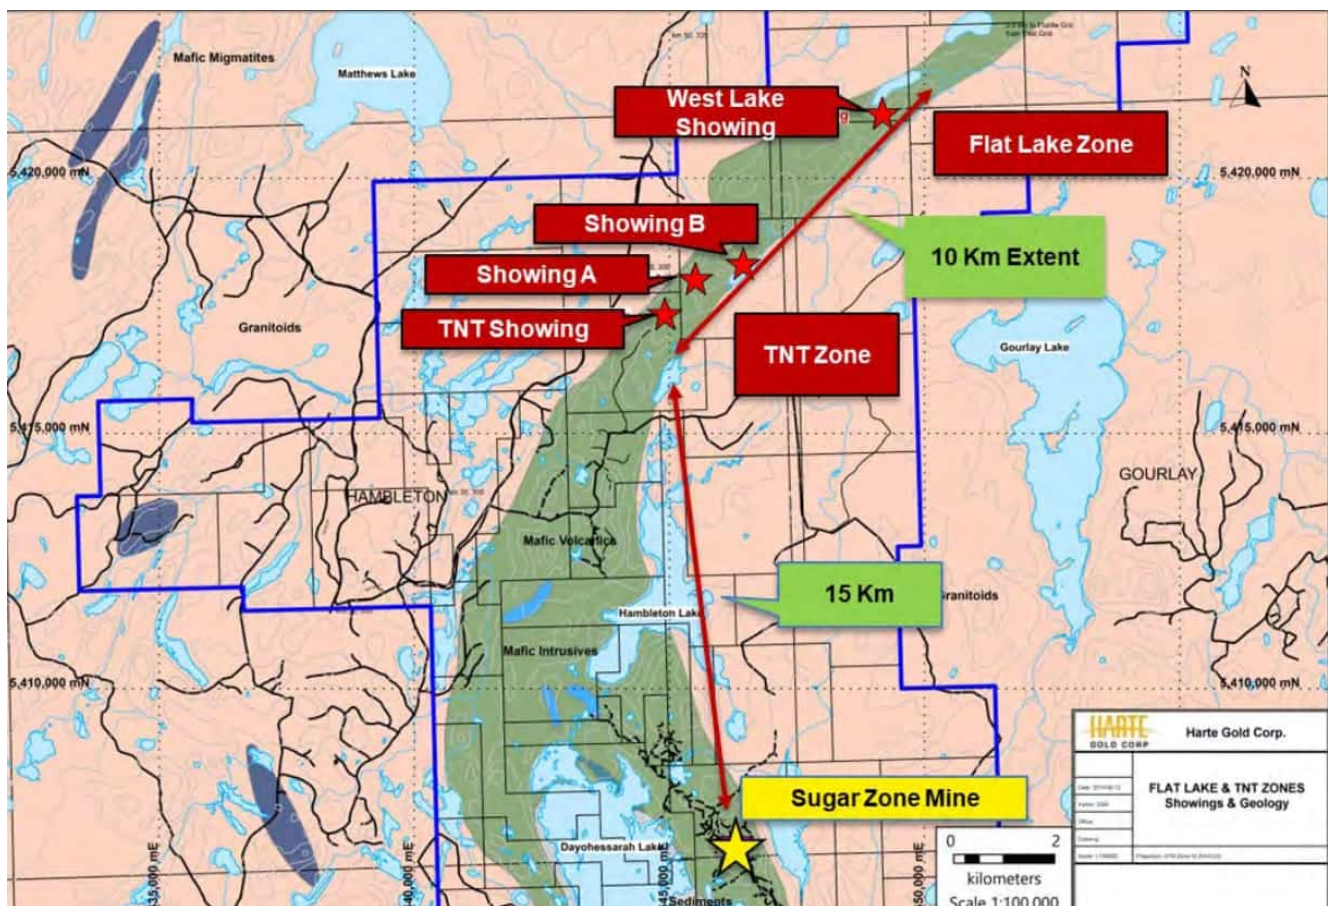 Mafic Migmatites
Matthews Lake
N
West Lake
Showing
Flat Lake Zone
5,420,000 mN
5,420,000 mN
Showing B
10 Km Extent
Showing A
TNT Showing
Granitoids
TNT Zone
Gourlay Lake
5,415,000 mN
5,415,000 mN
HAMBLETON
GOURLAY
Mafic Volcanics
15 Km
Granitoids
Hambleton Lake
Mafic Intrusives
5,410,000 mN
5,410,000 mN
HARTE
GOLD CORP
Harte Gold Corp.
FLAT LAKE & TNT ZONES
Showings & Geology
Sugar Zone Mine
0 2
kilometers
Scale 1:100,000
Dayohessarah Lake
Sediments